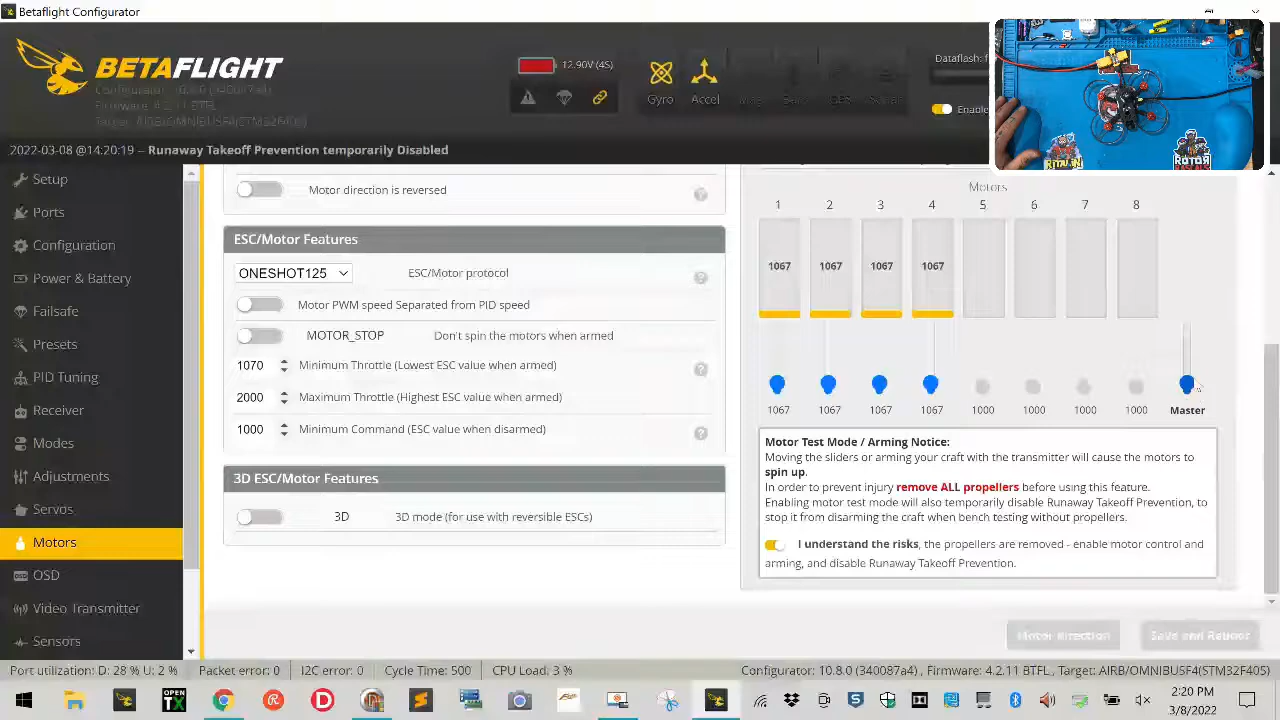 Betaflight Configurator
BETAFLIGHT
Firmware: 4.2.11 BTFL
12.90V (4S)
Gyro
Accel
Enable
2022-03-08 @14:20:19 -- Runaway Takeoff Prevention temporarily Disabled
Setup
Ports
Configuration
Power & Battery
Failsafe
Presets
PID Tuning
Receiver
Modes
Adjustments
Servos
Motors
OSD
Video Transmitter
Sensors
Motor direction is reversed
ESC/Motor Features
ONESHOT125 ESC/Motor protocol
Motor PWM speed Separated from PID speed
MOTOR_STOP Don't spin the motors when armed
1070 Minimum Throttle (Lowest ESC value when armed)
2000 Maximum Throttle (Highest ESC value when armed)
1000 Minimum Command (ESC value when disarmed)
3D ESC/Motor Features
3D 3D mode (for use with reversible ESCs)
Motors
1 2 3 4 5 6 7 8
1067 1067 1067 1067
1067 1067 1067 1067 1000 1000 1000 1000 Master
Motor Test Mode / Arming Notice:
Moving the sliders or arming your craft with the transmitter will cause the motors to
spin up.
In order to prevent injury remove ALL propellers before using this feature.
Enabling motor test mode will also temporarily disable Runaway Takeoff Prevention, to
stop it from disarming the craft when bench testing without propellers.
I understand the risks, the propellers are removed - enable motor control and
arming, and disable Runaway Takeoff Prevention.
Motor direction
Save and Reboot
Port utilization: D: 28 % U: 2 % Packet error: 0 I2C error: 0 Cycle Time: 500 CPU Load: 3 % Configurator: 10.8.0 (340087a4), Firmware: 4.2.11 BTFL, Target: AIRB/OMNIBUSF4(STM32F405)
OPEN
TX
2:20 PM
3/8/2022